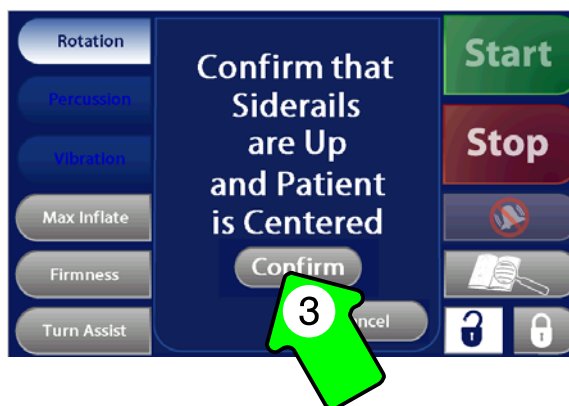 Rotation
Percussion
Vibration
Max Inflate
Firmness
Turn Assist
Confirm that
Siderails
are Up
and Patient
is Centered
Confirm
3
ncel
Start
Stop